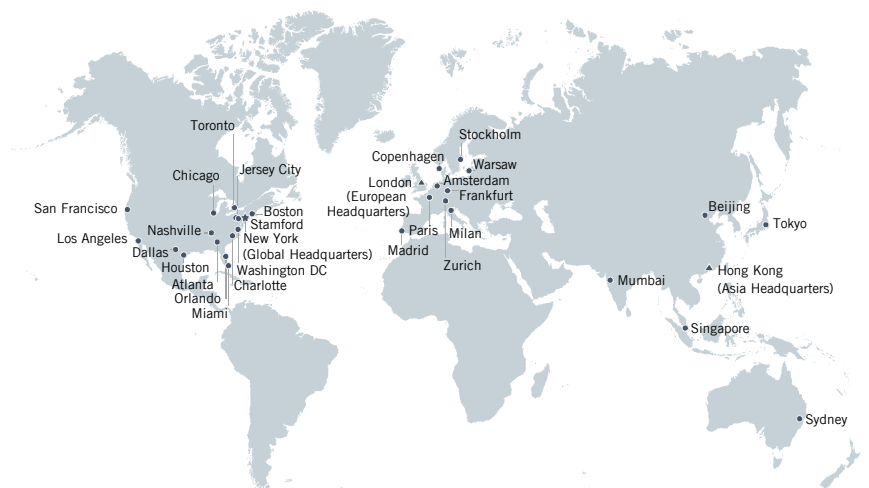 Toronto
Jersey City
Chicago
San Francisco
Boston
Stamford
Nashville
New York
(Global Headquarters)
Los Angeles
Dallas
Houston
Washington DC
Atlanta
Charlotte
Orlando
Miami
Stockholm
Copenhagen
Warsaw
London
(European
Headquarters)
Amsterdam
Frankfurt
Paris
Milan
Madrid
Zurich
Beijing
Tokyo
Hong Kong
(Asia Headquarters)
Mumbai
Singapore
Sydney